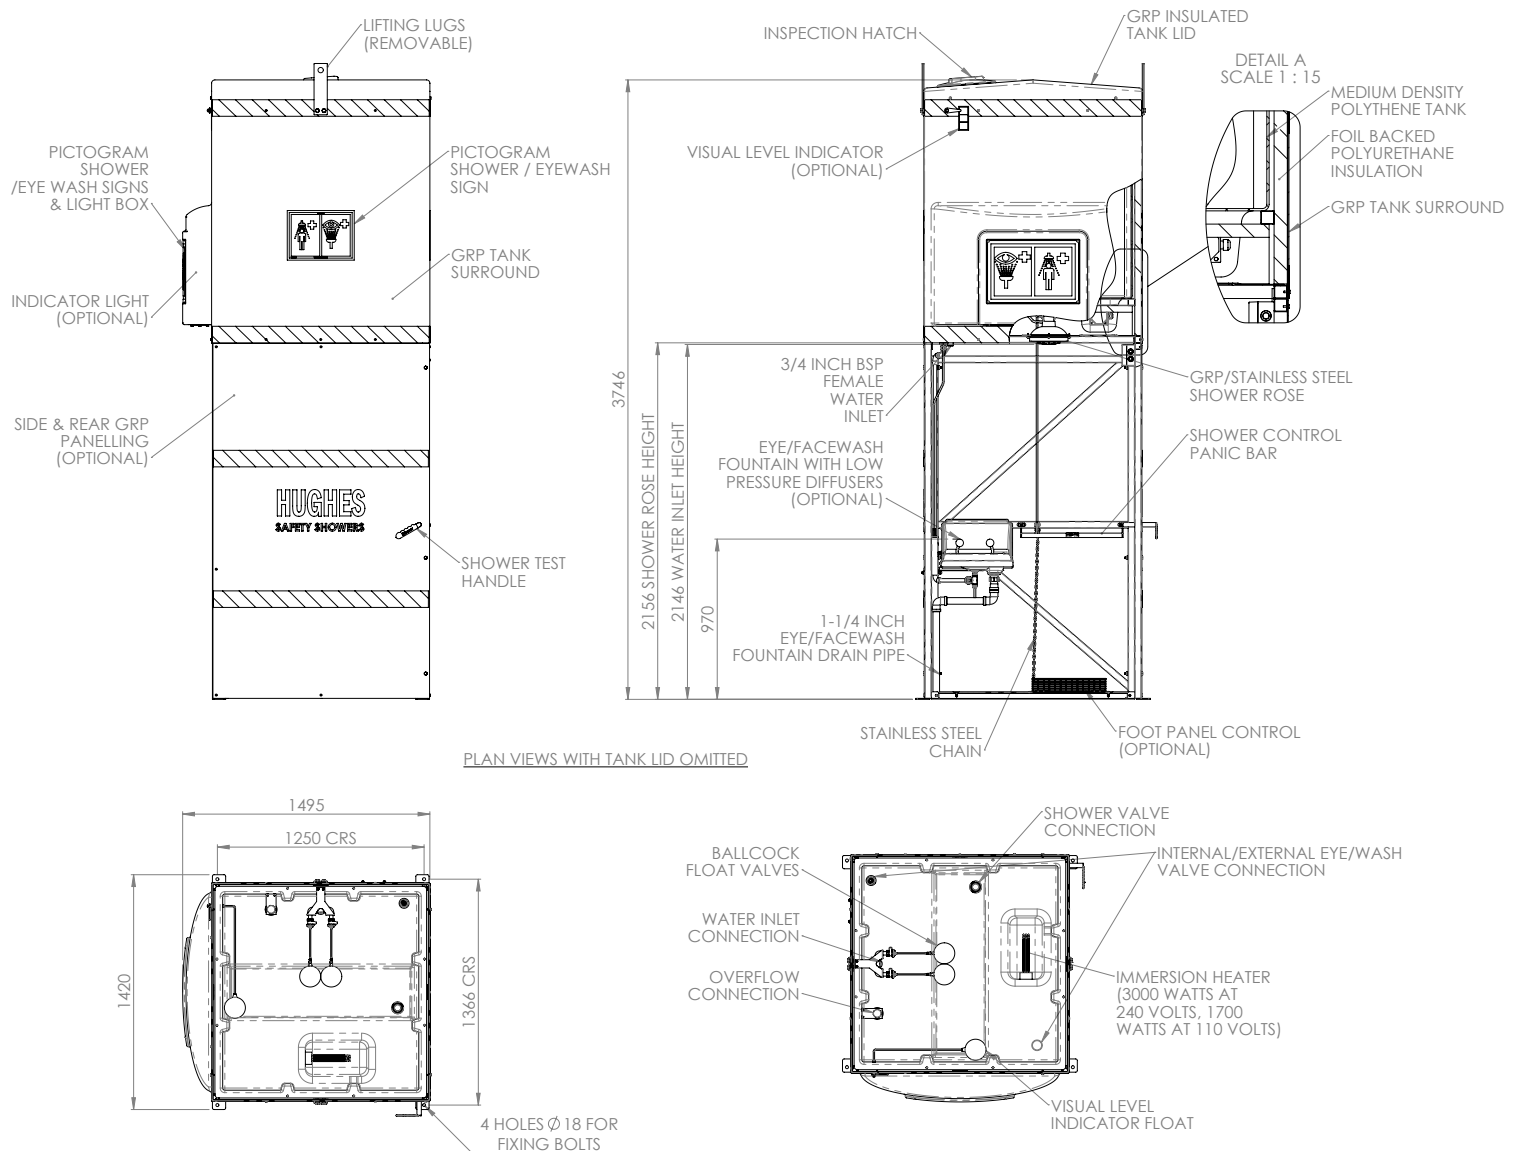 LIFTING LUGS
(REMOVABLE)
PICTOGRAM
SHOWER
/EYE WASH SIGNS
& LIGHT BOX
PICTOGRAM
SHOWER / EYEWASH
SIGN
GRP TANK
SURROUND
INDICATOR LIGHT
(OPTIONAL)
SIDE & REAR GRP
PANELLING
(OPTIONAL)
HUGHES
SAFETY SHOWERS
SHOWER TEST
HANDLE
INSPECTION HATCH
GRP INSULATED
TANK LID
DETAIL A
SCALE 1 : 15
MEDIUM DENSITY
POLYTHENE TANK
FOIL BACKED
POLYURETHANE
INSULATION
GRP TANK SURROUND
VISUAL LEVEL INDICATOR
(OPTIONAL)
3746
2156 SHOWER ROSE HEIGHT
2146 WATER INLET HEIGHT
970
3/4 INCH BSP
FEMALE
WATER
INLET
GRP/STAINLESS STEEL
SHOWER ROSE
EYE/FACEWASH
FOUNTAIN WITH LOW
PRESSURE DIFFUSERS
(OPTIONAL)
SHOWER CONTROL
PANIC BAR
1-1/4 INCH
EYE/FACEWASH
FOUNTAIN DRAIN PIPE
STAINLESS STEEL
CHAIN
FOOT PANEL CONTROL
(OPTIONAL)
PLAN VIEWS WITH TANK LID OMITTED
1495
1250 CRS
1420
1366 CRS
4 HOLES Ø 18 FOR
FIXING BOLTS
SHOWER VALVE
CONNECTION
BALLCOCK
FLOAT VALVES
INTERNAL/EXTERNAL EYE/WASH
VALVE CONNECTION
WATER INLET
CONNECTION
OVERFLOW
CONNECTION
IMMERSION HEATER
(3000 WATTS AT
240 VOLTS, 1700
WATTS AT 110 VOLTS)
VISUAL LEVEL
INDICATOR FLOAT